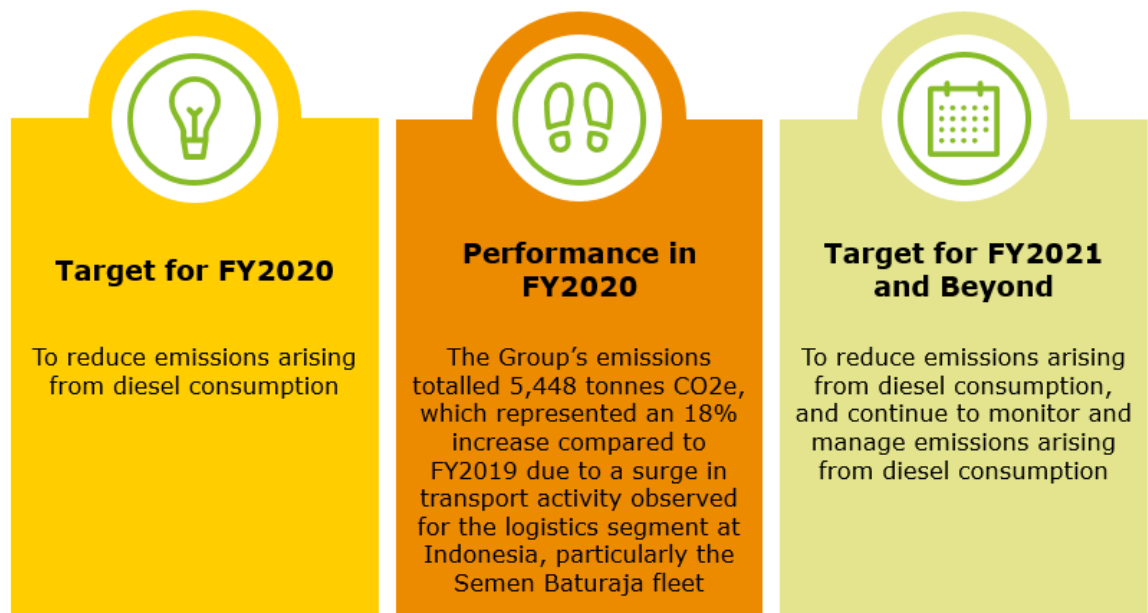 Target for FY2020
To reduce emissions arising
from diesel consumption
Performance in
FY2020
The Group's emissions
totalled 5,448 tonnes CO2e,
which represented an 18%
increase compared to
FY2019 due to a surge in
transport activity observed
for the logistics segment at
Indonesia, particularly the
Semen Baturaja fleet
Target for FY2021
and Beyond
To reduce emissions arising
from diesel consumption,
and continue to monitor and
manage emissions arising
from diesel consumption